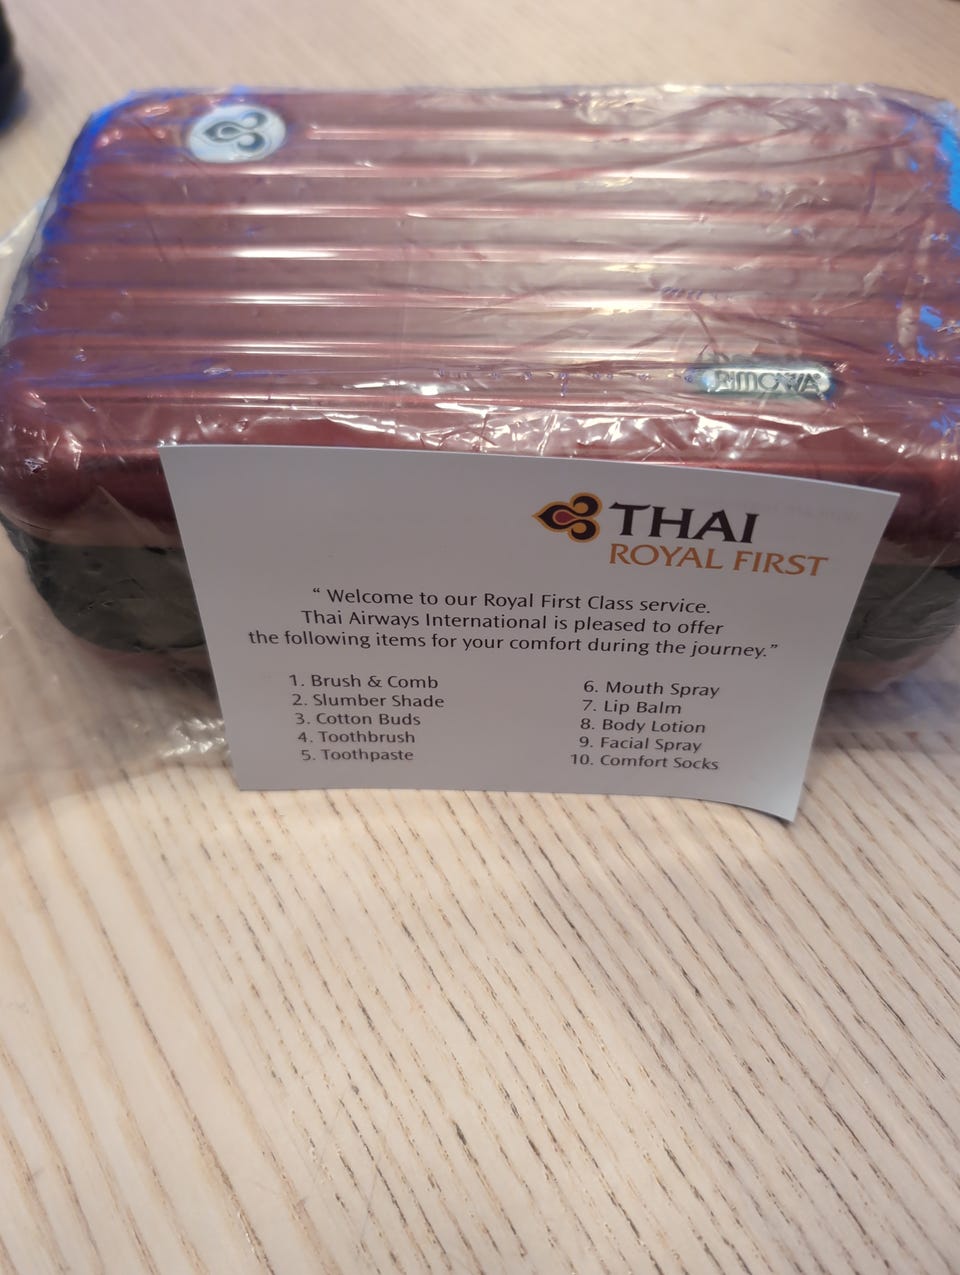 RIMOWA
THAI
ROYAL FIRST
“ Welcome to our Royal First Class service.
Thai Airways International is pleased to offer
the following items for your comfort during the journey.”
1. Brush & Comb
2. Slumber Shade
3. Cotton Buds
4. Toothbrush
5. Toothpaste
6. Mouth Spray
7. Lip Balm
8. Body Lotion
9. Facial Spray
10. Comfort Socks